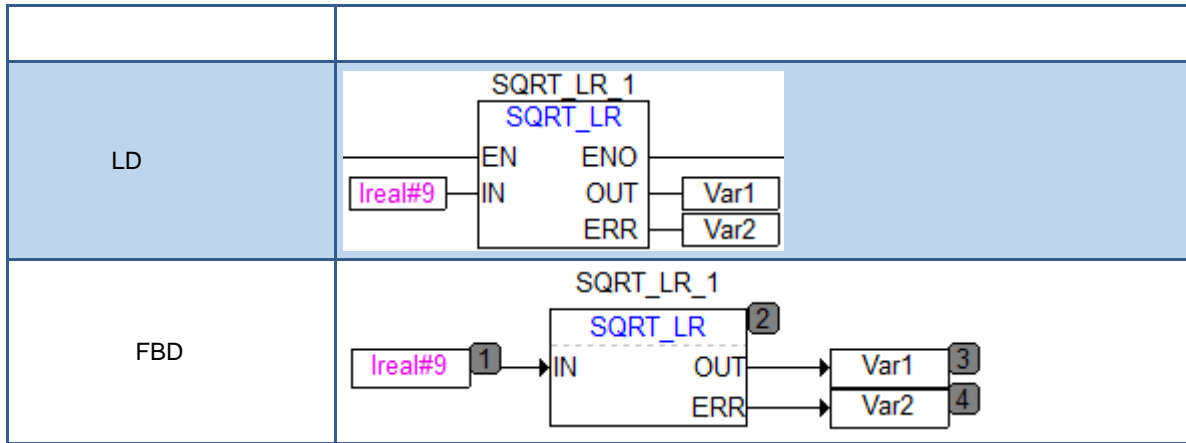 LD
SQRT_LR_1
SQRT_LR
EN ENO
lreal#9 IN OUT Var1
ERR Var2
FBD
SQRT_LR_1
SQRT_LR 2
lreal#9 1 IN OUT Var1 3
ERR Var2 4